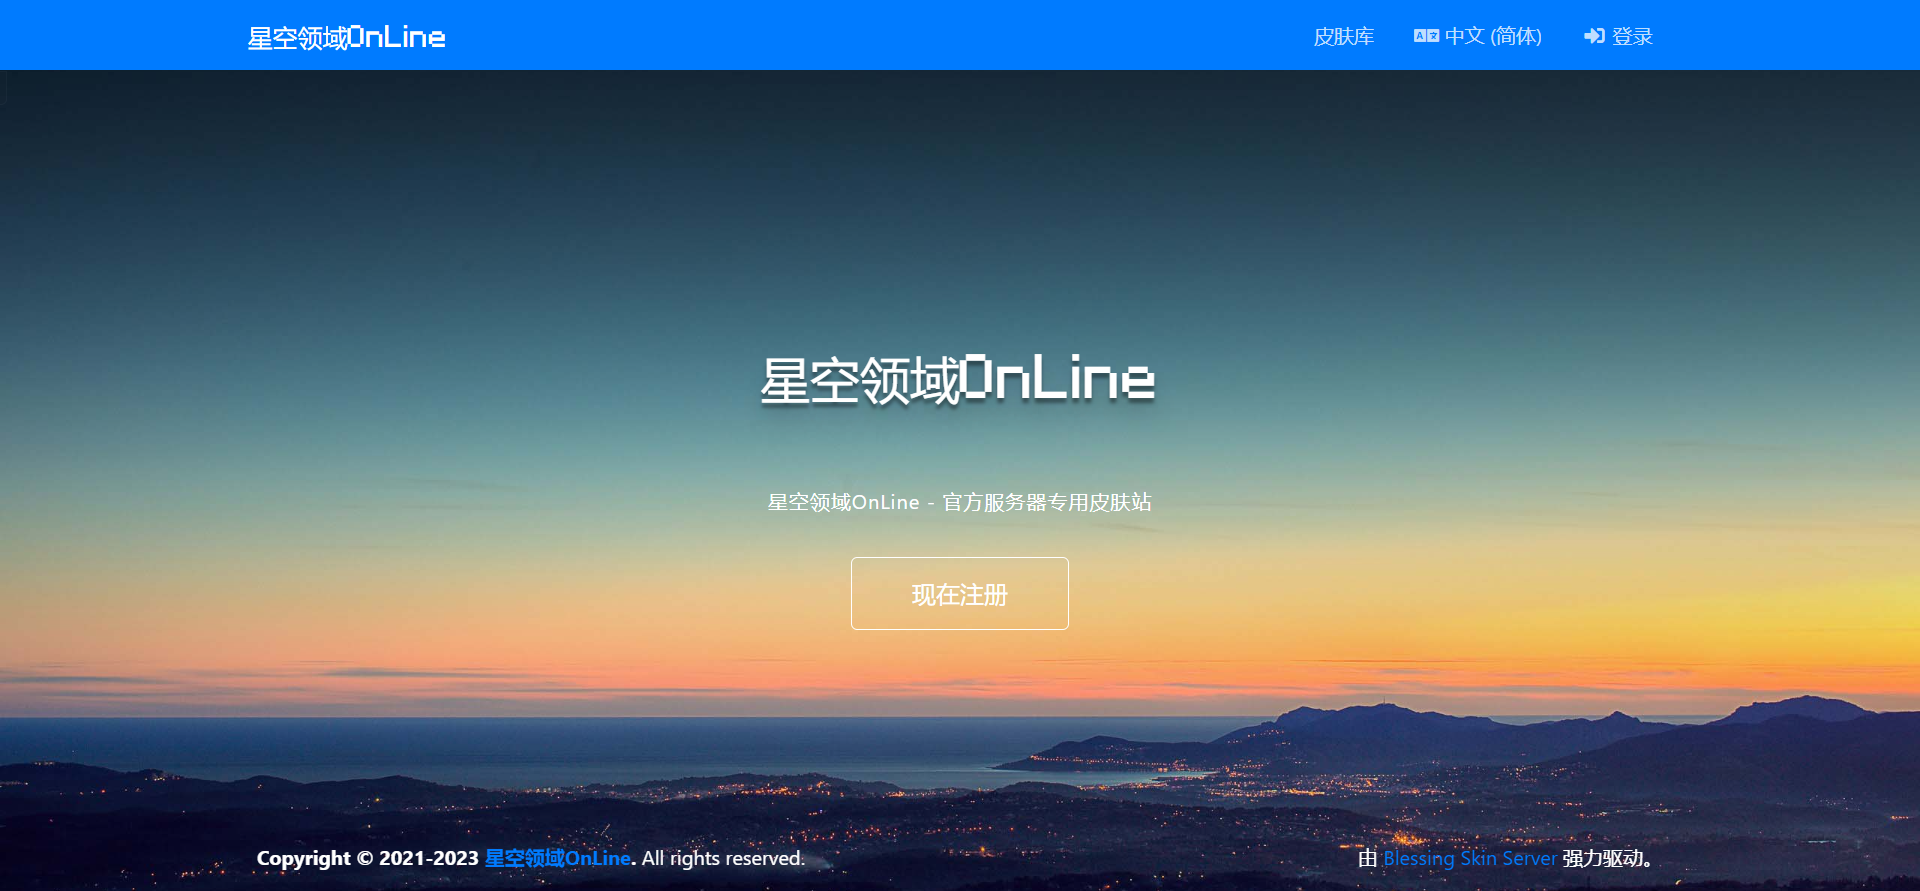 星空领域OnLine
皮肤库 中文 (简体) 登录
星空领域OnLine
星空领域OnLine - 官方服务器专用皮肤站
现在注册
Copyright © 2021-2023 星空领域OnLine. All rights reserved.
由 Blessing Skin Server 强力驱动。